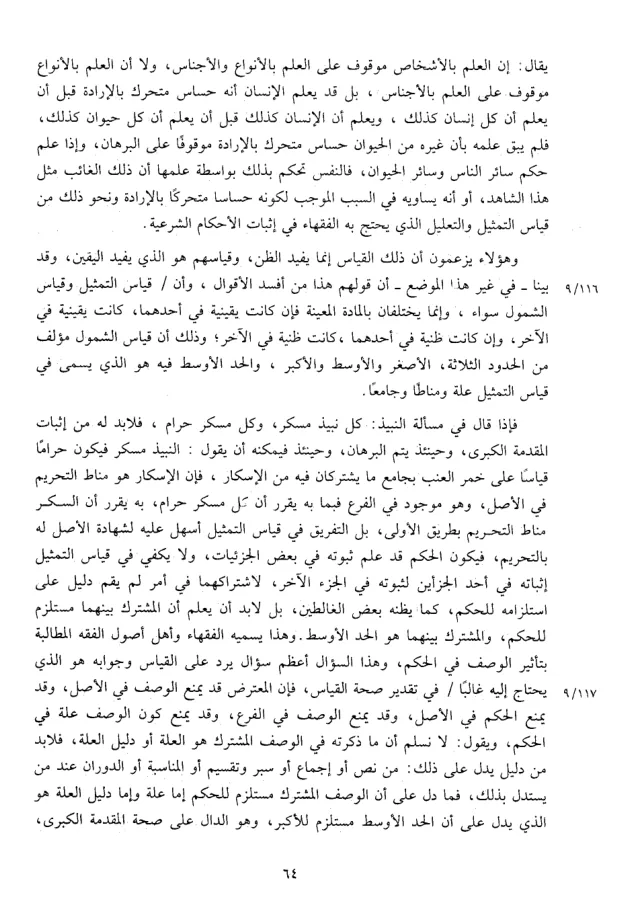 يقال: إن العلم بالأشخاص موقوف على العلم بالأنواع والأجناس، ولا أن العلم بالأنواع
موقوف على العلم بالأجناس، بل قد يعلم الإنسان أنه حساس متحرك بالإرادة قبل أن
يعلم أن كل إنسان كذلك، ويعلم أن الإنسان كذلك قبل أن يعلم أن كل حيوان كذلك،
فلم يبق علمه بأن غيره من الحيوان حساس متحرك بالإرادة موقوفًا على البرهان، وإذا علم
حكم سائر الناس وسائر الحيوان، فالنفس تحكم بذلك بواسطة علمها أن ذلك الغائب مثل
هذا الشاهد، أو أنه يساويه في السبب الموجب لكونه حساسا متحركًا بالإرادة ونحو ذلك من
قياس التمثيل والتعليل الذي يحتج به الفقهاء في إثبات الأحكام الشرعية.
وهؤلاء يزعمون أن ذلك القياس إنما يفيد الظن، وقياسهم هو الذي يفيد اليقين، وقد
٩/١١٦ بينا ـ في غير هذا الموضع ـ أن قولهم هذا من أفسد الأقوال، وأن / قياس التمثيل وقياس
الشمول سواء، وإنما يختلفان بالمادة المعينة فإن كانت يقينية في أحدهما، كانت يقينية في
الآخر، وإن كانت ظنية في أحدهما، كانت ظنية في الآخر؛ وذلك أن قياس الشمول مؤلف
من الحدود الثلاثة، الأصغر والأوسط والأكبر، والحد الأوسط فيه هو الذي يسمى في
قياس التمثيل علة ومناطًا وجامعًا.
فإذا قال في مسألة النبيذ: كل نبيذ مسكر، وكل مسكر حرام، فلابد له من إثبات
المقدمة الكبرى، وحينئذ يتم البرهان، وحينئذ فيمكنه أن يقول: النبيذ مسكر فيكون حرامًا
قياسًا على خمر العنب بجامع ما يشتركان فيه من الإسكار، فإن الإسكار هو مناط التحريم
في الأصل، وهو موجود في الفرع فبما به يقرر أن كل مسكر حرام، به يقرر أن السكر
مناط التحريم بطريق الأولى، بل التفريق في قياس التمثيل أسهل عليه لشهادة الأصل له
بالتحريم، فيكون الحكم قد علم ثبوته في بعض الجزئيات، ولا يكفي في قياس التمثيل
إثباته في أحد الجزأين لثبوته في الجزء الآخر، لاشتراكهما في أمر لم يقم دليل على
استلزامه للحكم، كما يظنه بعض الغالطين، بل لابد أن يعلم أن المشترك بينهما مستلزم
للحكم، والمشترك بينهما هو الحد الأوسط. وهذا يسميه الفقهاء وأهل أصول الفقه المطالبة
بتأثير الوصف في الحكم، وهذا السؤال أعظم سؤال يرد على القياس وجوابه هو الذي
٩/١١٧ يحتاج إليه غالبًا / في تقدير صحة القياس، فإن المعترض قد يمنع الوصف في الأصل، وقد
يمنع الحكم في الأصل، وقد يمنع الوصف في الفرع، وقد يمنع كون الوصف علة في
الحكم، ويقول: لا نسلم أن ما ذكرته في الوصف المشترك هو العلة أو دليل العلة، فلابد
من دليل يدل على ذلك: من نص أو إجماع أو سبر وتقسيم أو المناسبة أو الدوران عند من
يستدل بذلك، فما دل على أن الوصف المشترك مستلزم للحكم إما علة وإما دليل العلة هو
الذي يدل على أن الحد الأوسط مستلزم للأكبر، وهو الدال على صحة المقدمة الكبرى،
٦٤